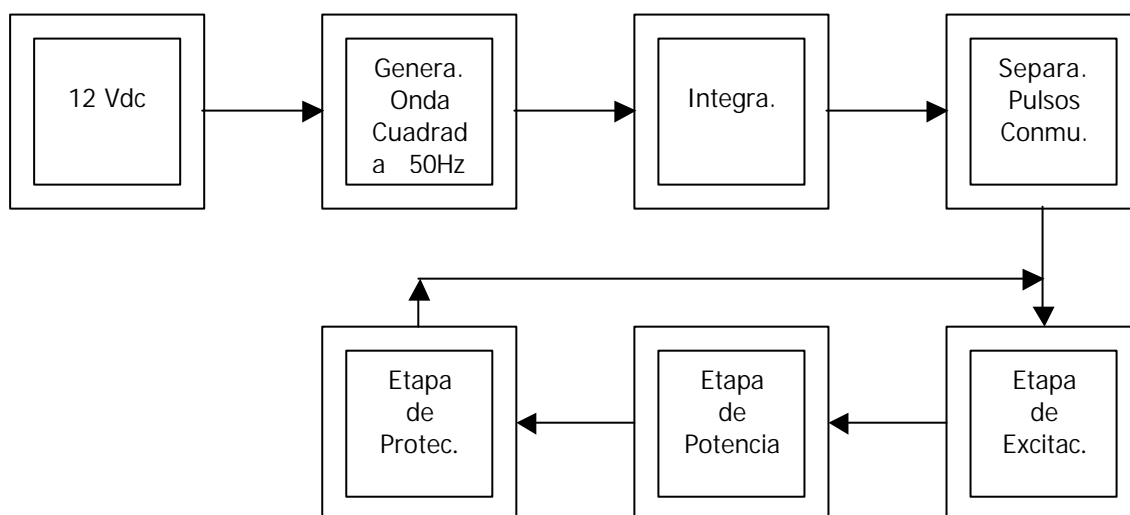 12 Vdc
Genera.
Onda
Cuadrad
a 50Hz
Integra.
Separa.
Pulsos
Conmu.
Etapa
de
Protec.
Etapa
de
Potencia
Etapa
de
Excitac.